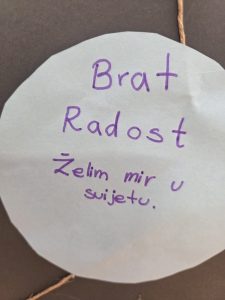 Brat
Radost
Želim mir u
svijetu.